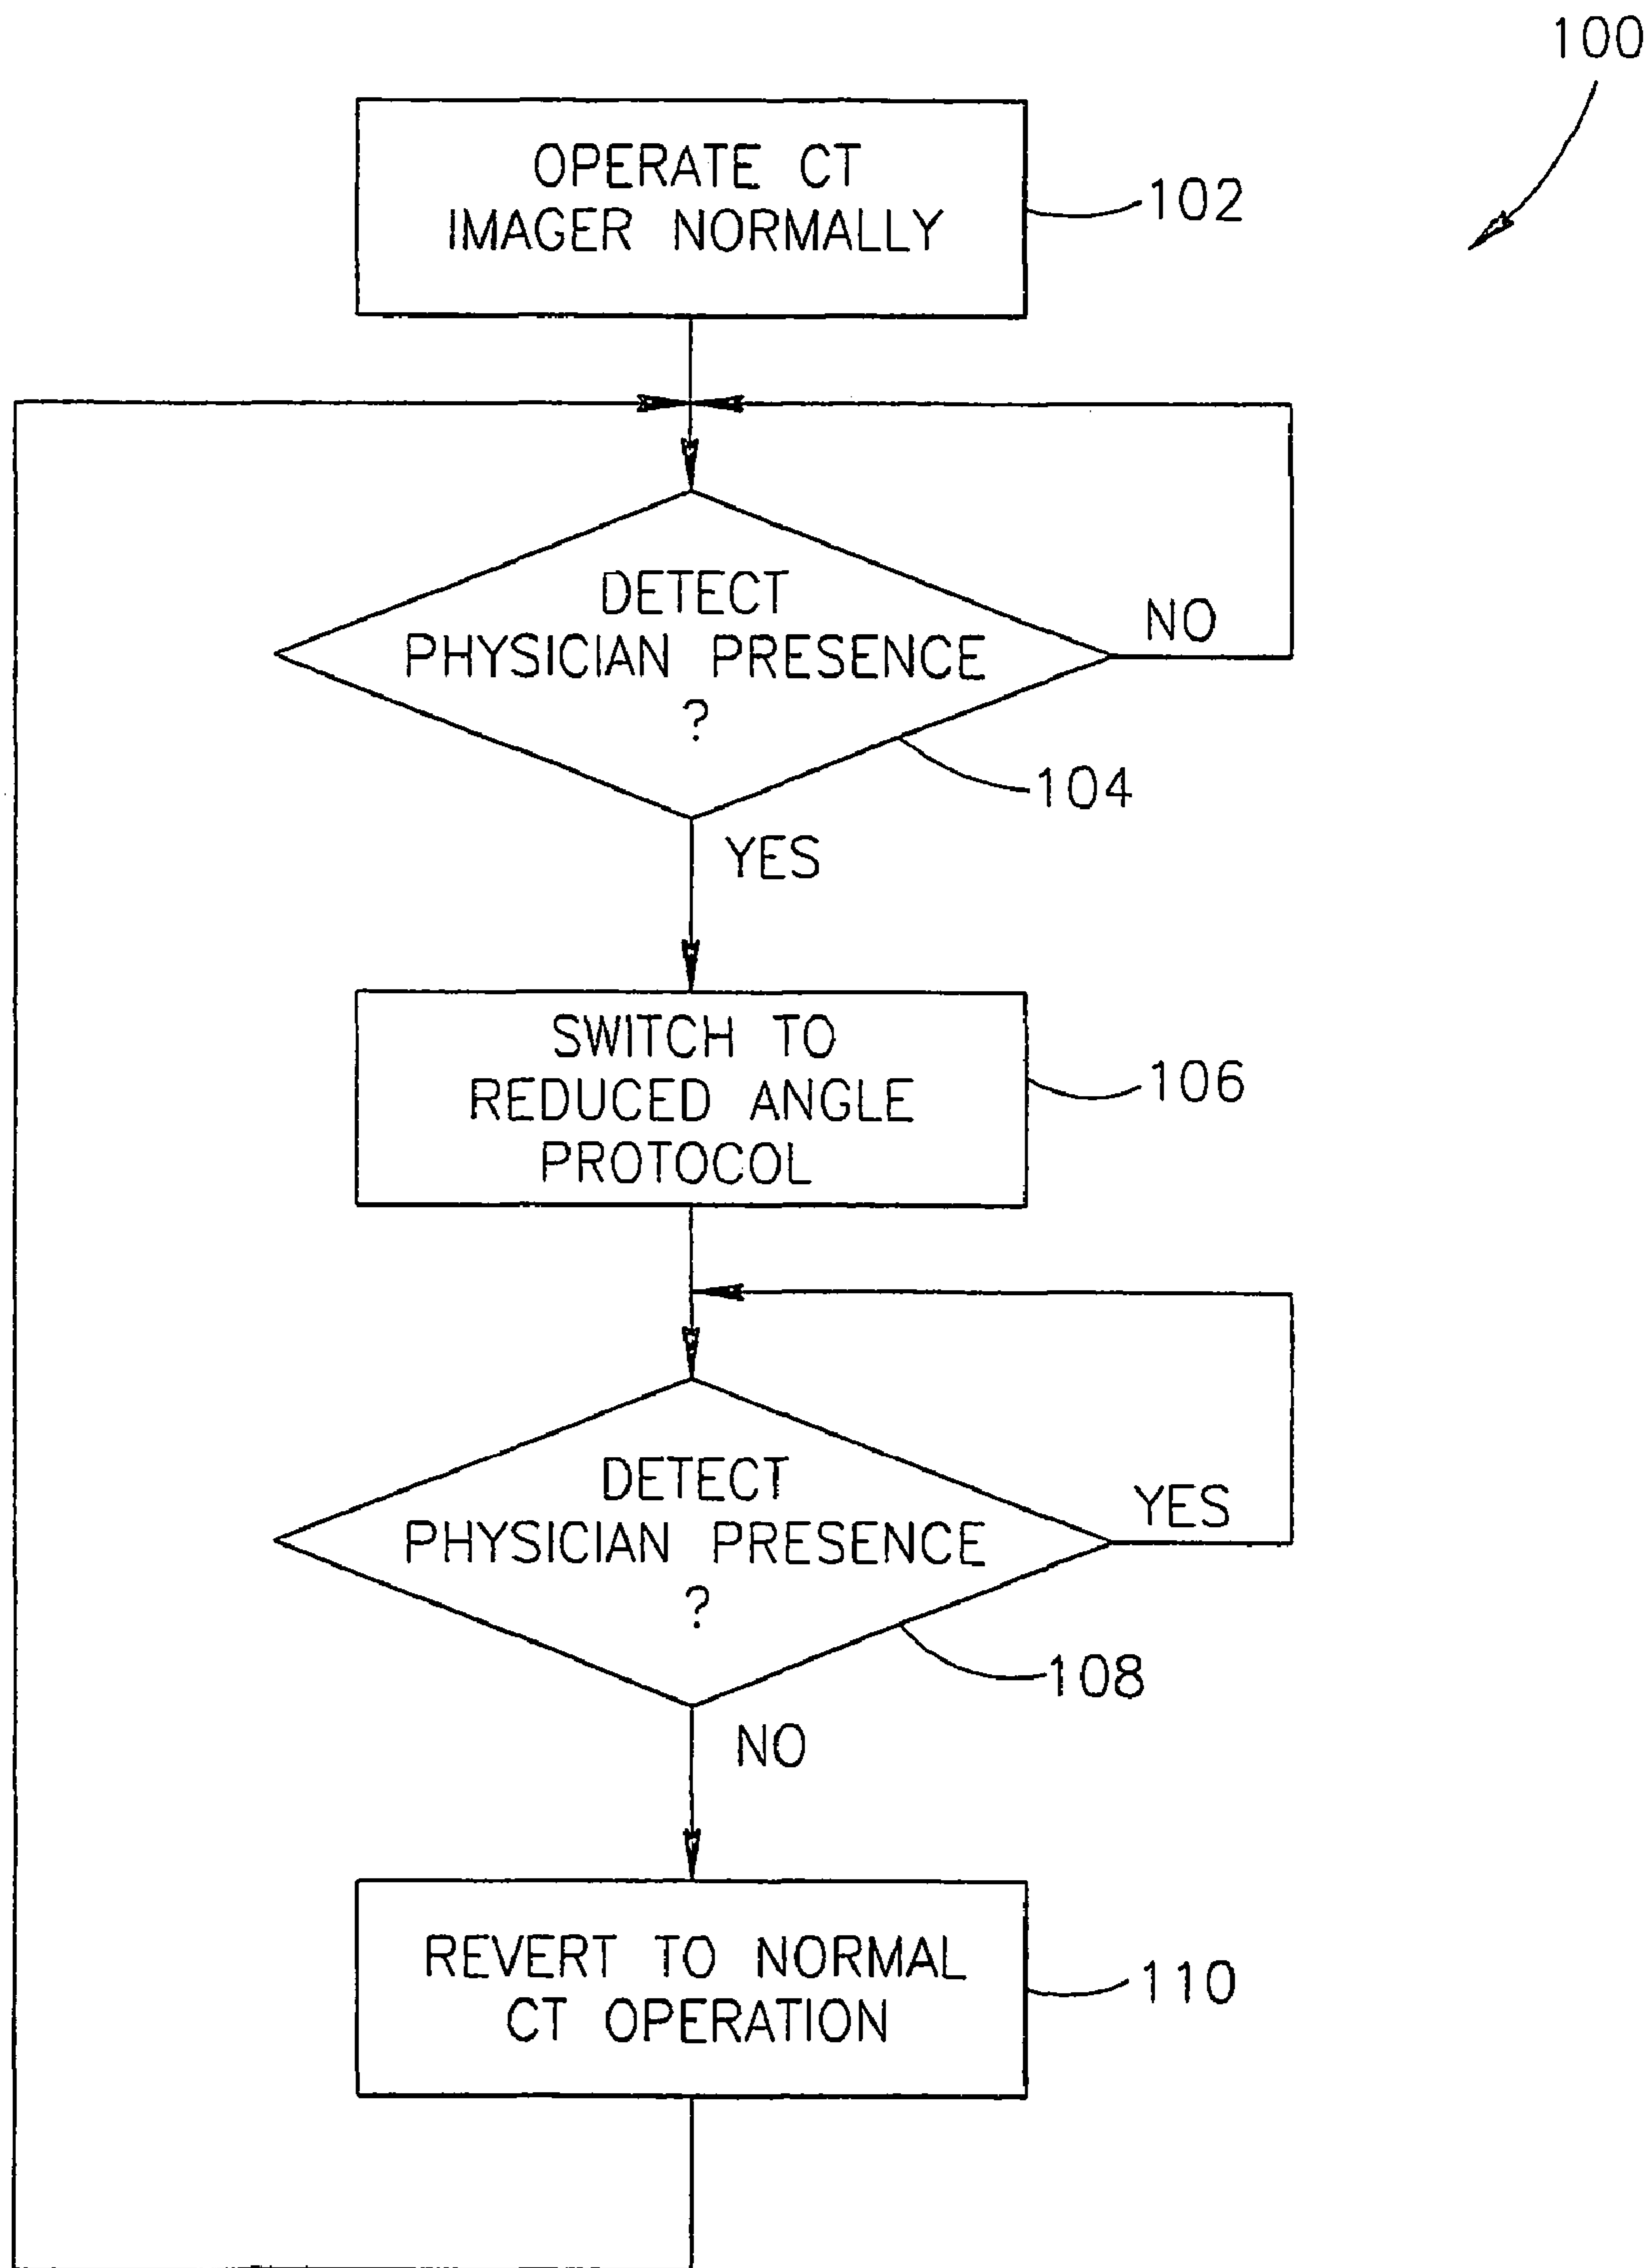 100
OPERATE CT
IMAGER NORMALLY
102
DETECT
PHYSICIAN PRESENCE
?
NO
104
YES
SWITCH TO
REDUCED ANGLE
PROTOCOL
106
DETECT
PHYSICIAN PRESENCE
?
YES
108
NO
REVERT TO NORMAL
CT OPERATION
110